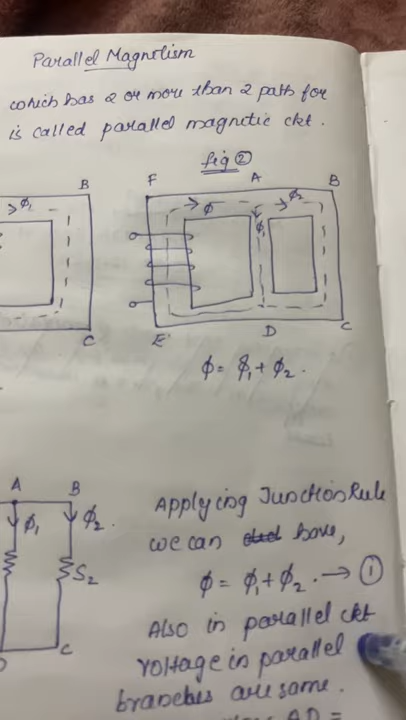 Parallel Magnetism
which has 2 or more than 2 path for
is called parallel magnetic ckt.
fig ②
B
ϕ₁
C
F A B
ϕ ϕ₂
ϕ₁
E D C
ϕ = ϕ₁ + ϕ₂.
A B
ϕ₁ ϕ₂.
S₂
C
Applying Junction Rule
we can have,
ϕ = ϕ₁ + ϕ₂. → ①
Also in parallel ckt
voltage in parallel
branches are same.
AD =